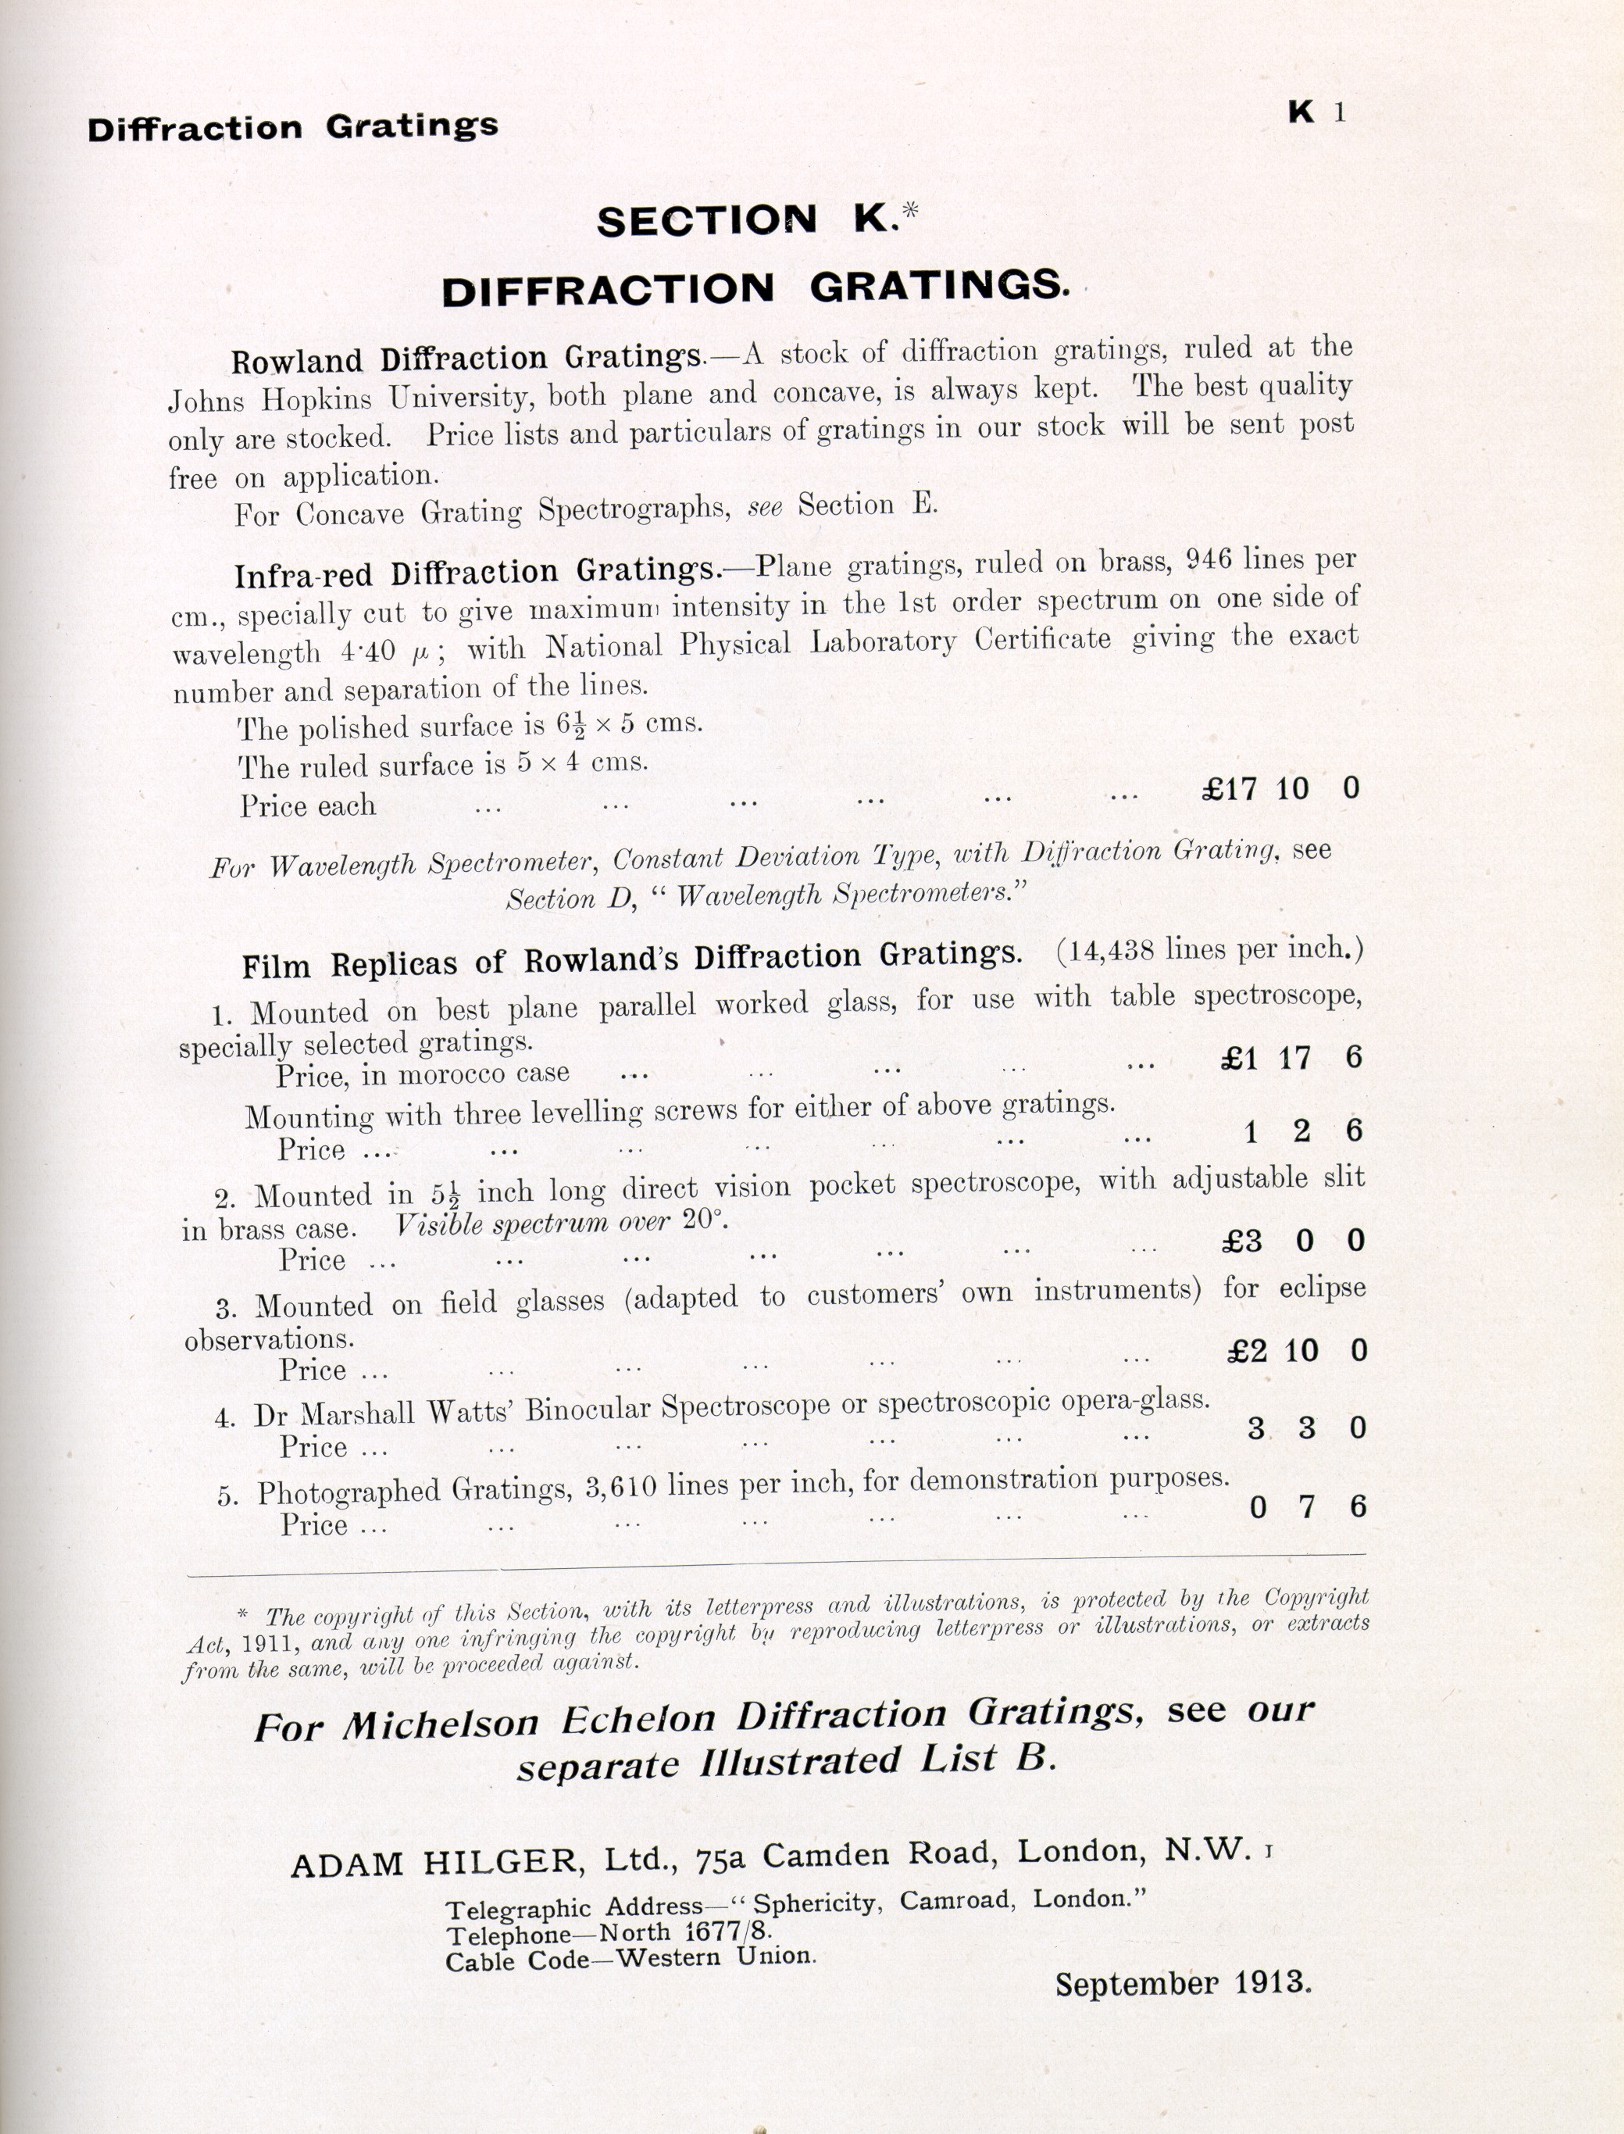 Diffraction Gratings
K 1
SECTION K.*
DIFFRACTION GRATINGS.
Rowland Diffraction Gratings.—A stock of diffraction gratings, ruled at the
Johns Hopkins University, both plane and concave, is always kept. The best quality
only are stocked. Price lists and particulars of gratings in our stock will be sent post
free on application.
For Concave Grating Spectrographs, see Section E.
Infra-red Diffraction Gratings.—Plane gratings, ruled on brass, 946 lines per
cm., specially cut to give maximum intensity in the 1st order spectrum on one side of
wavelength 4·40 μ; with National Physical Laboratory Certificate giving the exact
number and separation of the lines.
The polished surface is 6½ × 5 cms.
The ruled surface is 5 × 4 cms.
Price each ... ... ... ... ... ... £17 10 0
For Wavelength Spectrometer, Constant Deviation Type, with Diffraction Grating, see
Section D, “ Wavelength Spectrometers.”
Film Replicas of Rowland's Diffraction Gratings. (14,438 lines per inch.)
1. Mounted on best plane parallel worked glass, for use with table spectroscope,
specially selected gratings.
Price, in morocco case ... ... ... ... ... £1 17 6
Mounting with three levelling screws for either of above gratings.
Price ... ... ... ... ... ... ... 1 2 6
2. Mounted in 5½ inch long direct vision pocket spectroscope, with adjustable slit
in brass case. Visible spectrum over 20°.
Price ... ... ... ... ... ... ... £3 0 0
3. Mounted on field glasses (adapted to customers' own instruments) for eclipse
observations.
Price ... ... ... ... ... ... ... £2 10 0
4. Dr Marshall Watts' Binocular Spectroscope or spectroscopic opera-glass.
Price ... ... ... ... ... ... ... 3 3 0
5. Photographed Gratings, 3,610 lines per inch, for demonstration purposes.
Price ... ... ... ... ... ... ... 0 7 6
* The copyright of this Section, with its letterpress and illustrations, is protected by the Copyright
Act, 1911, and any one infringing the copyright by reproducing letterpress or illustrations, or extracts
from the same, will be proceeded against.
For Michelson Echelon Diffraction Gratings, see our
separate Illustrated List B.
ADAM HILGER, Ltd., 75a Camden Road, London, N.W. 1
Telegraphic Address—“ Sphericity, Camroad, London.”
Telephone—North 1677/8.
Cable Code—Western Union.
September 1913.